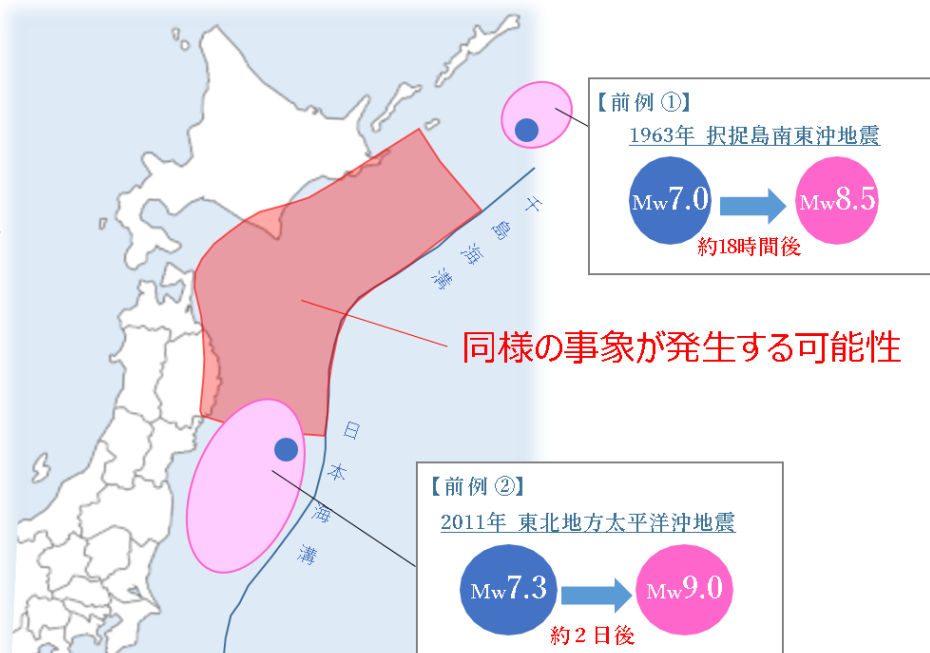 【前例①】
1963年 択捉島南東沖地震
Mw7.0
Mw8.5
約18時間後
千島海溝
同様の事象が発生する可能性
日本海溝
【前例②】
2011年 東北地方太平洋沖地震
Mw7.3
Mw9.0
約2日後